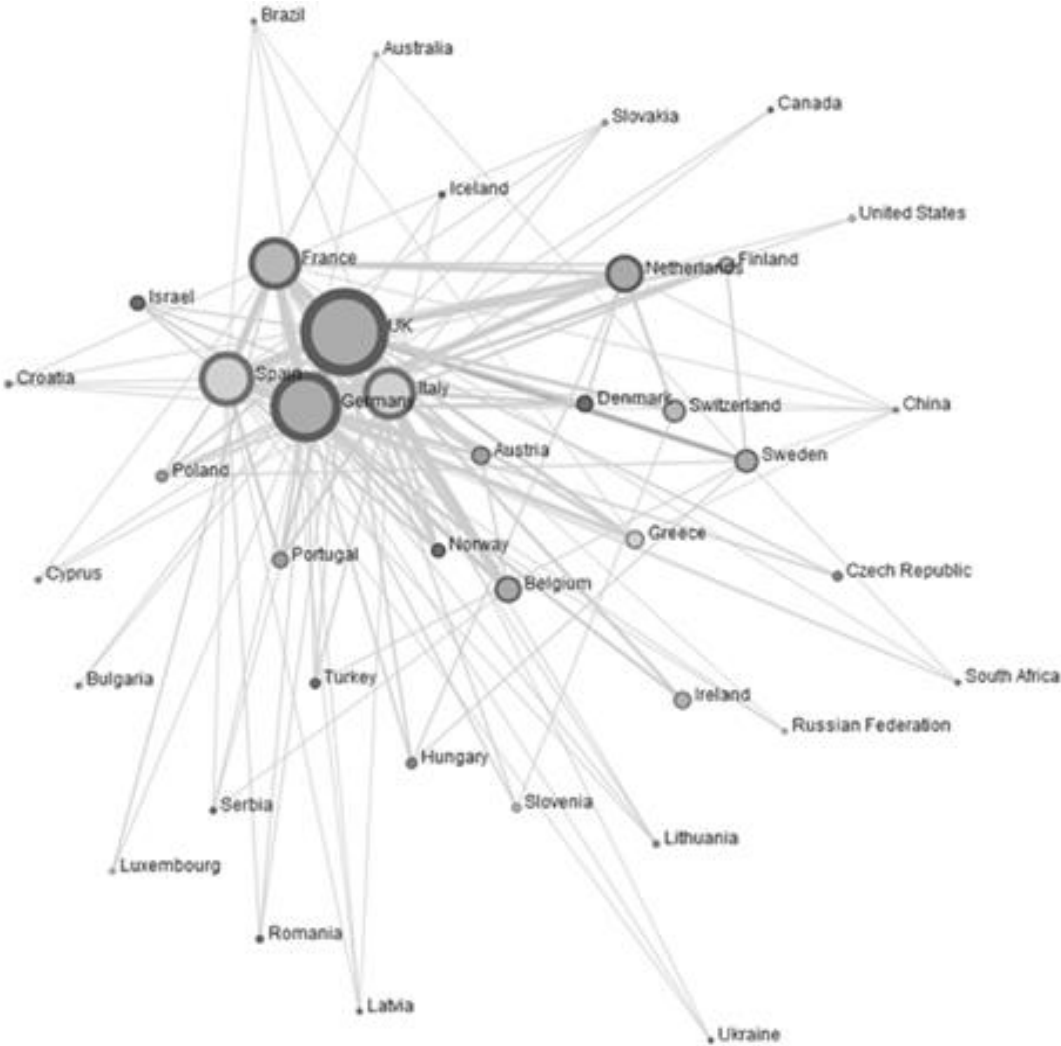 Brazil
Australia
Canada
Slovakia
Iceland
United States
France
Netherlands
Finland
Israel
UK
Spain
Croatia
Italy
Germany
Denmark
Switzerland
China
Austria
Sweden
Poland
Greece
Norway
Portugal
Cyprus
Czech Republic
Belgium
Bulgaria
Turkey
South Africa
Ireland
Russian Federation
Hungary
Serbia
Slovenia
Lithuania
Luxembourg
Romania
Latvia
Ukraine